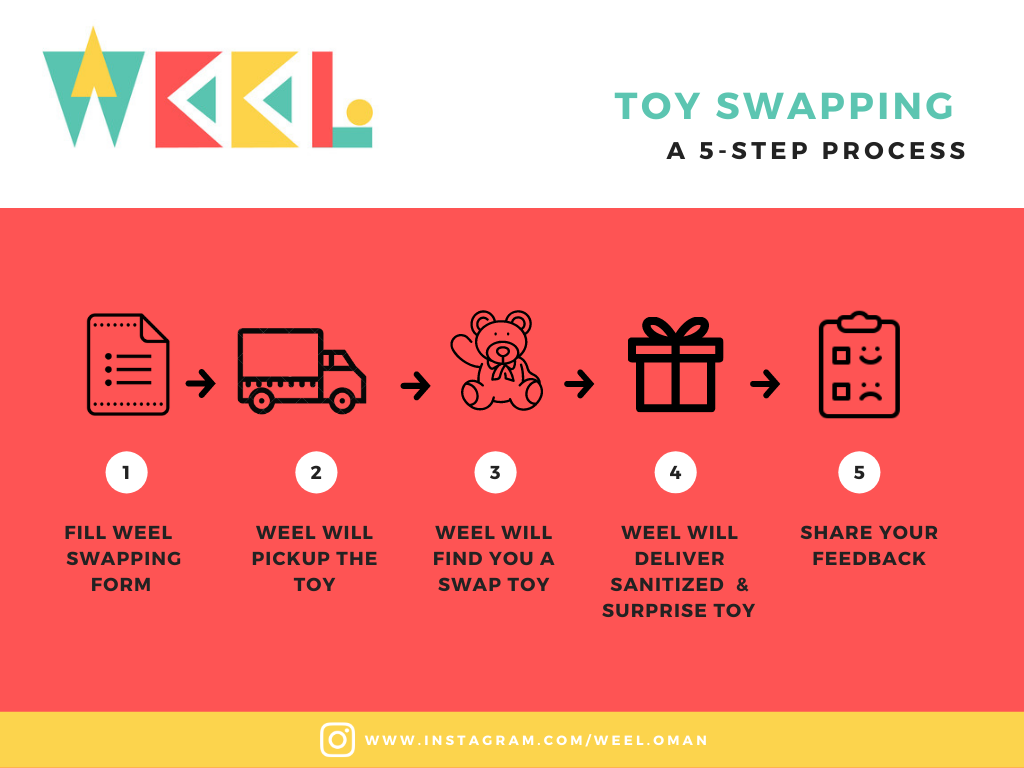 WEEL
TOY SWAPPING
A 5-STEP PROCESS
1
FILL WEEL
SWAPPING
FORM
2
WEEL WILL
PICKUP THE
TOY
3
WEEL WILL
FIND YOU A
SWAP TOY
4
WEEL WILL
DELIVER
SANITIZED &
SURPRISE TOY
5
SHARE YOUR
FEEDBACK
WWW.INSTAGRAM.COM/WEEL.OMAN